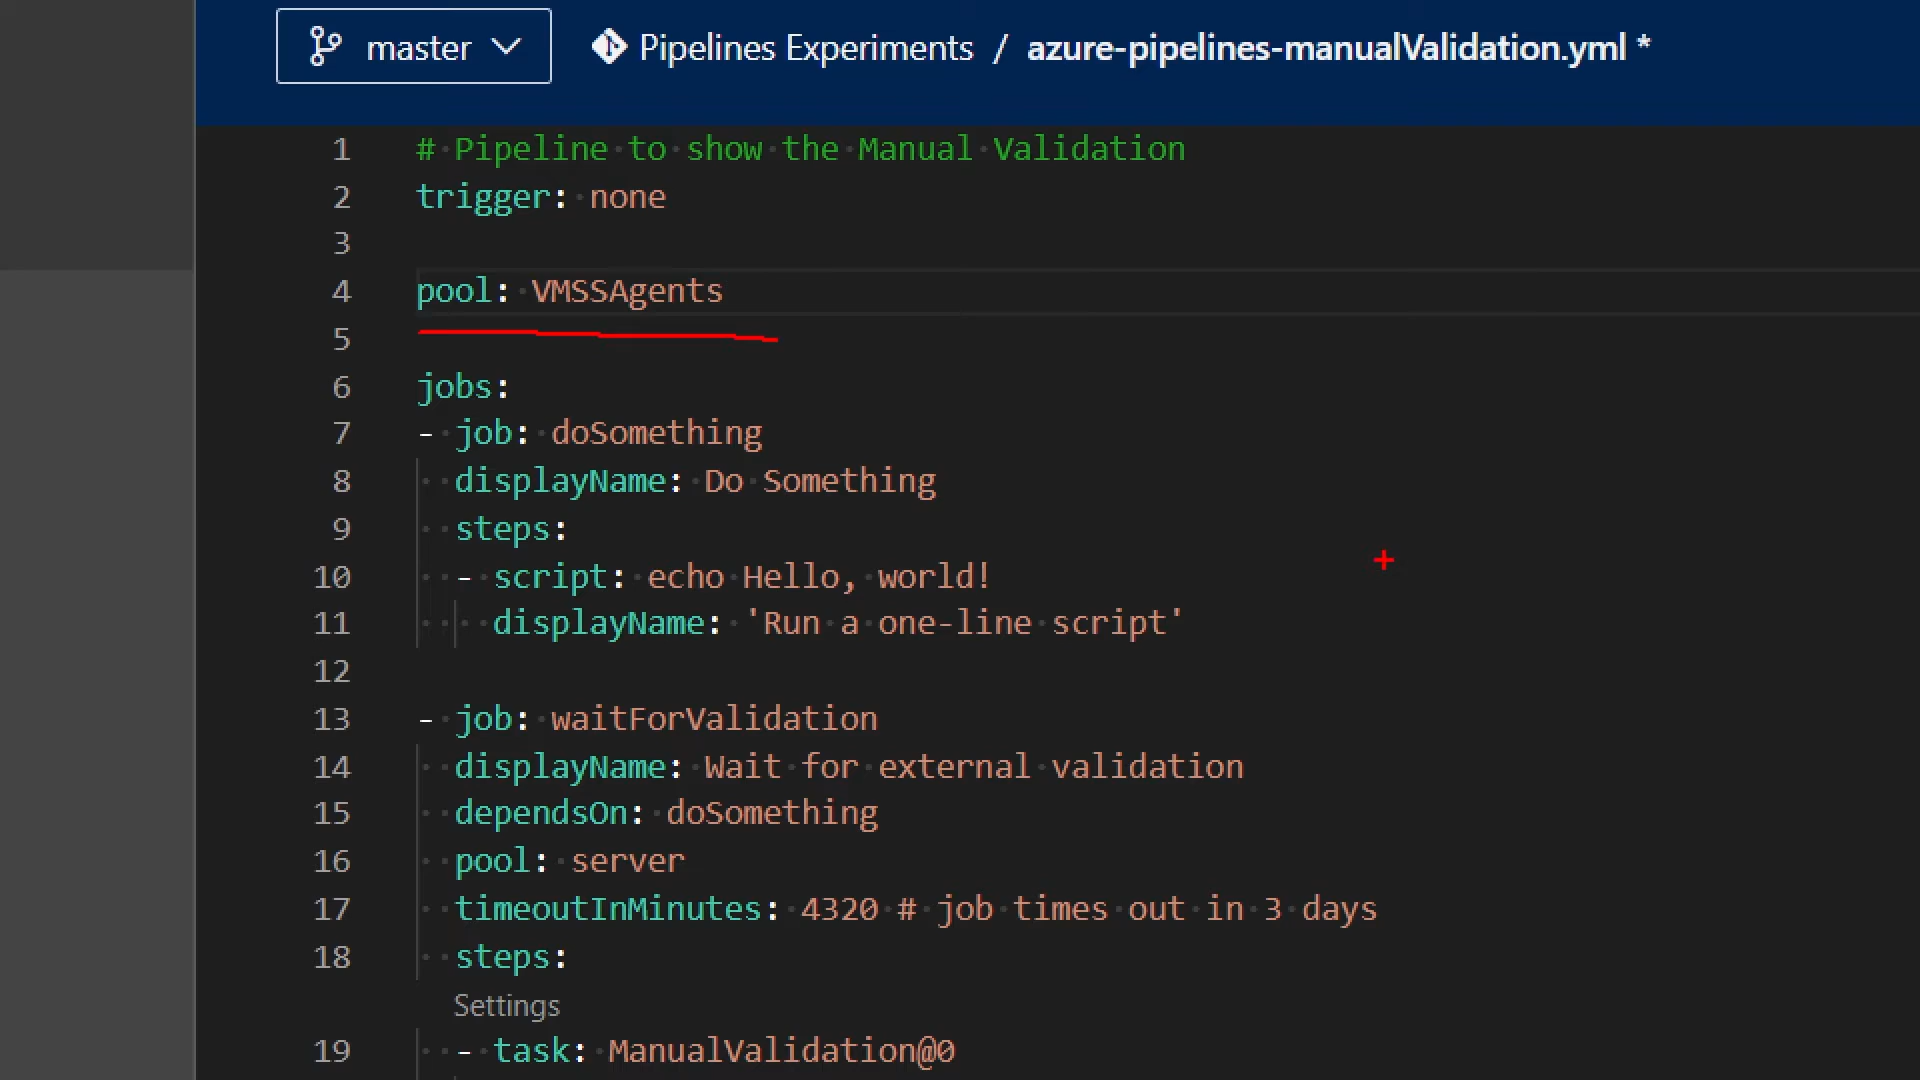 master Pipelines Experiments / azure-pipelines-manualValidation.yml *
1 # Pipeline to show the Manual Validation
2 trigger: none
3
4 pool: VMSSAgents
5
6 jobs:
7 - job: doSomething
8 displayName: Do Something
9 steps:
10 - script: echo Hello, world!
11 displayName: 'Run a one-line script'
12
13 - job: waitForValidation
14 displayName: Wait for external validation
15 dependsOn: doSomething
16 pool: server
17 timeoutInMinutes: 4320 # job times out in 3 days
18 steps:
Settings
19 - task: ManualValidation@0